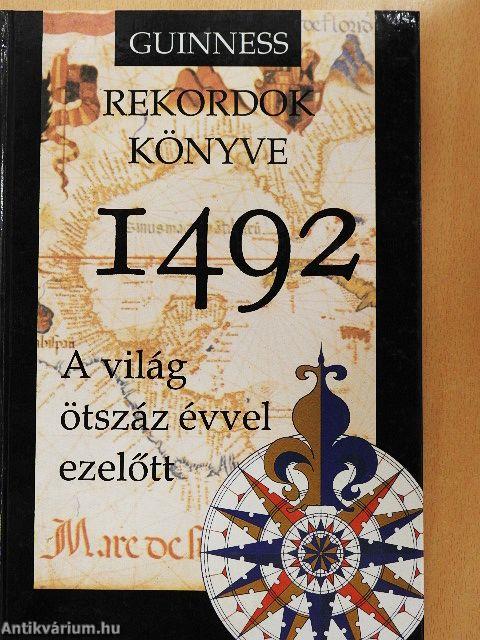 GUINNESS
REKORDOK
KÖNYVE
1492
A világ
ötszáz évvel
ezelőtt
Antikvárium.hu